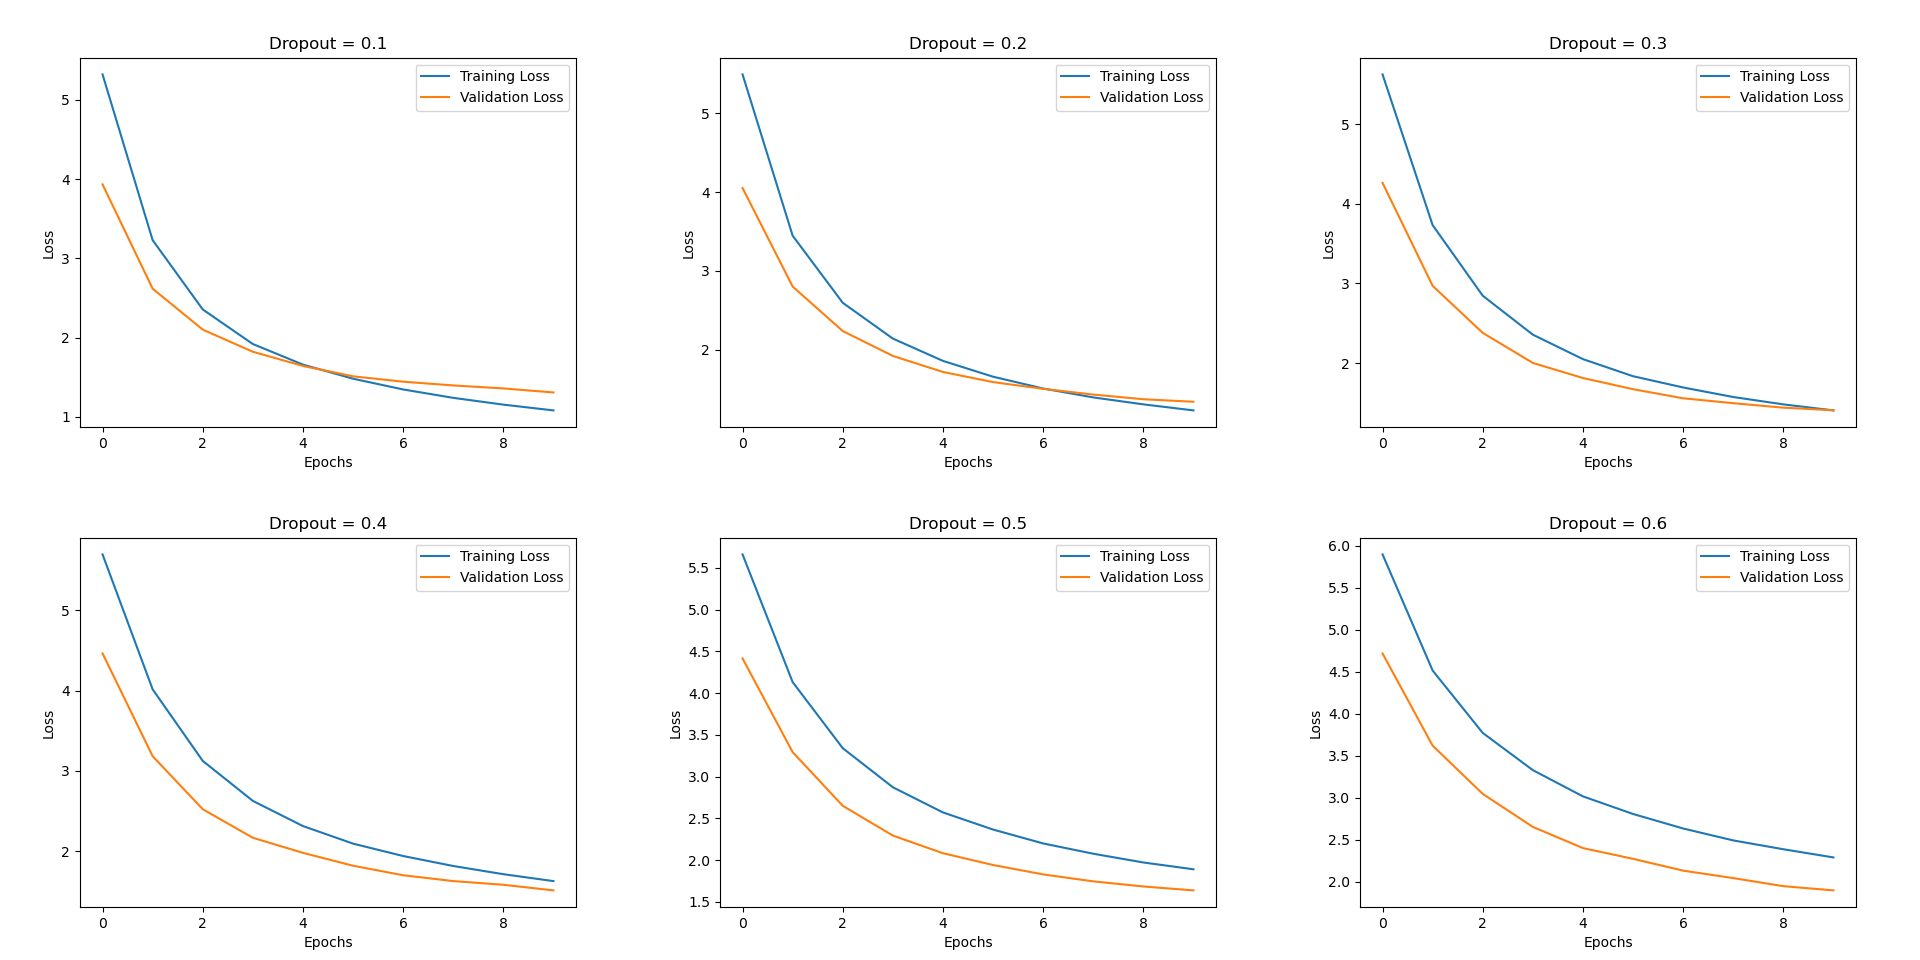 Dropout = 0.1
Training Loss
Validation Loss
5
4
3
2
1
Loss
0 2 4 6 8
Epochs
Dropout = 0.2
Training Loss
Validation Loss
5
4
3
2
Loss
0 2 4 6 8
Epochs
Dropout = 0.3
Training Loss
Validation Loss
5
4
3
2
Loss
0 2 4 6 8
Epochs
Dropout = 0.4
Training Loss
Validation Loss
5
4
3
2
Loss
0 2 4 6 8
Epochs
Dropout = 0.5
Training Loss
Validation Loss
5.5
5.0
4.5
4.0
3.5
3.0
2.5
2.0
1.5
Loss
0 2 4 6 8
Epochs
Dropout = 0.6
Training Loss
Validation Loss
6.0
5.5
5.0
4.5
4.0
3.5
3.0
2.5
2.0
Loss
0 2 4 6 8
Epochs